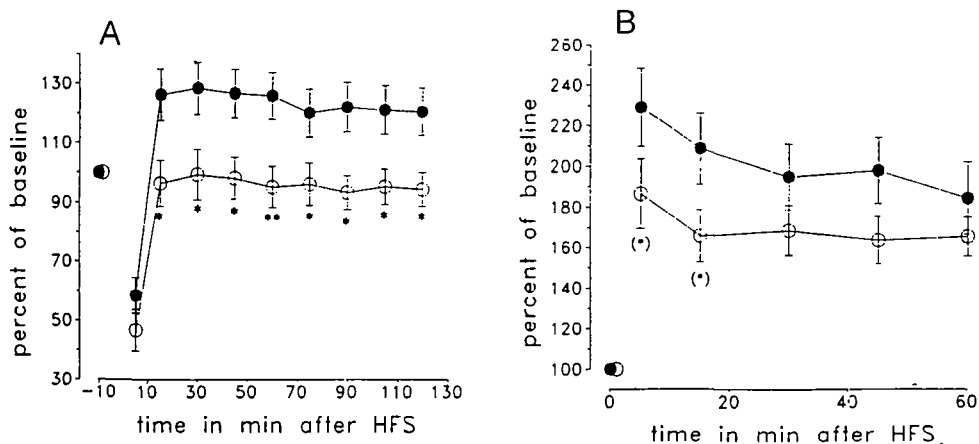 A
percent of baseline
130
110
90
70
50
30
* * * ** * * * *
−10 10 30 50 70 90 110 130
time in min after HFS
B
percent of baseline
260
240
220
200
180
160
140
120
100
(*) (*)
0 20 40 60
time in min after HFS.